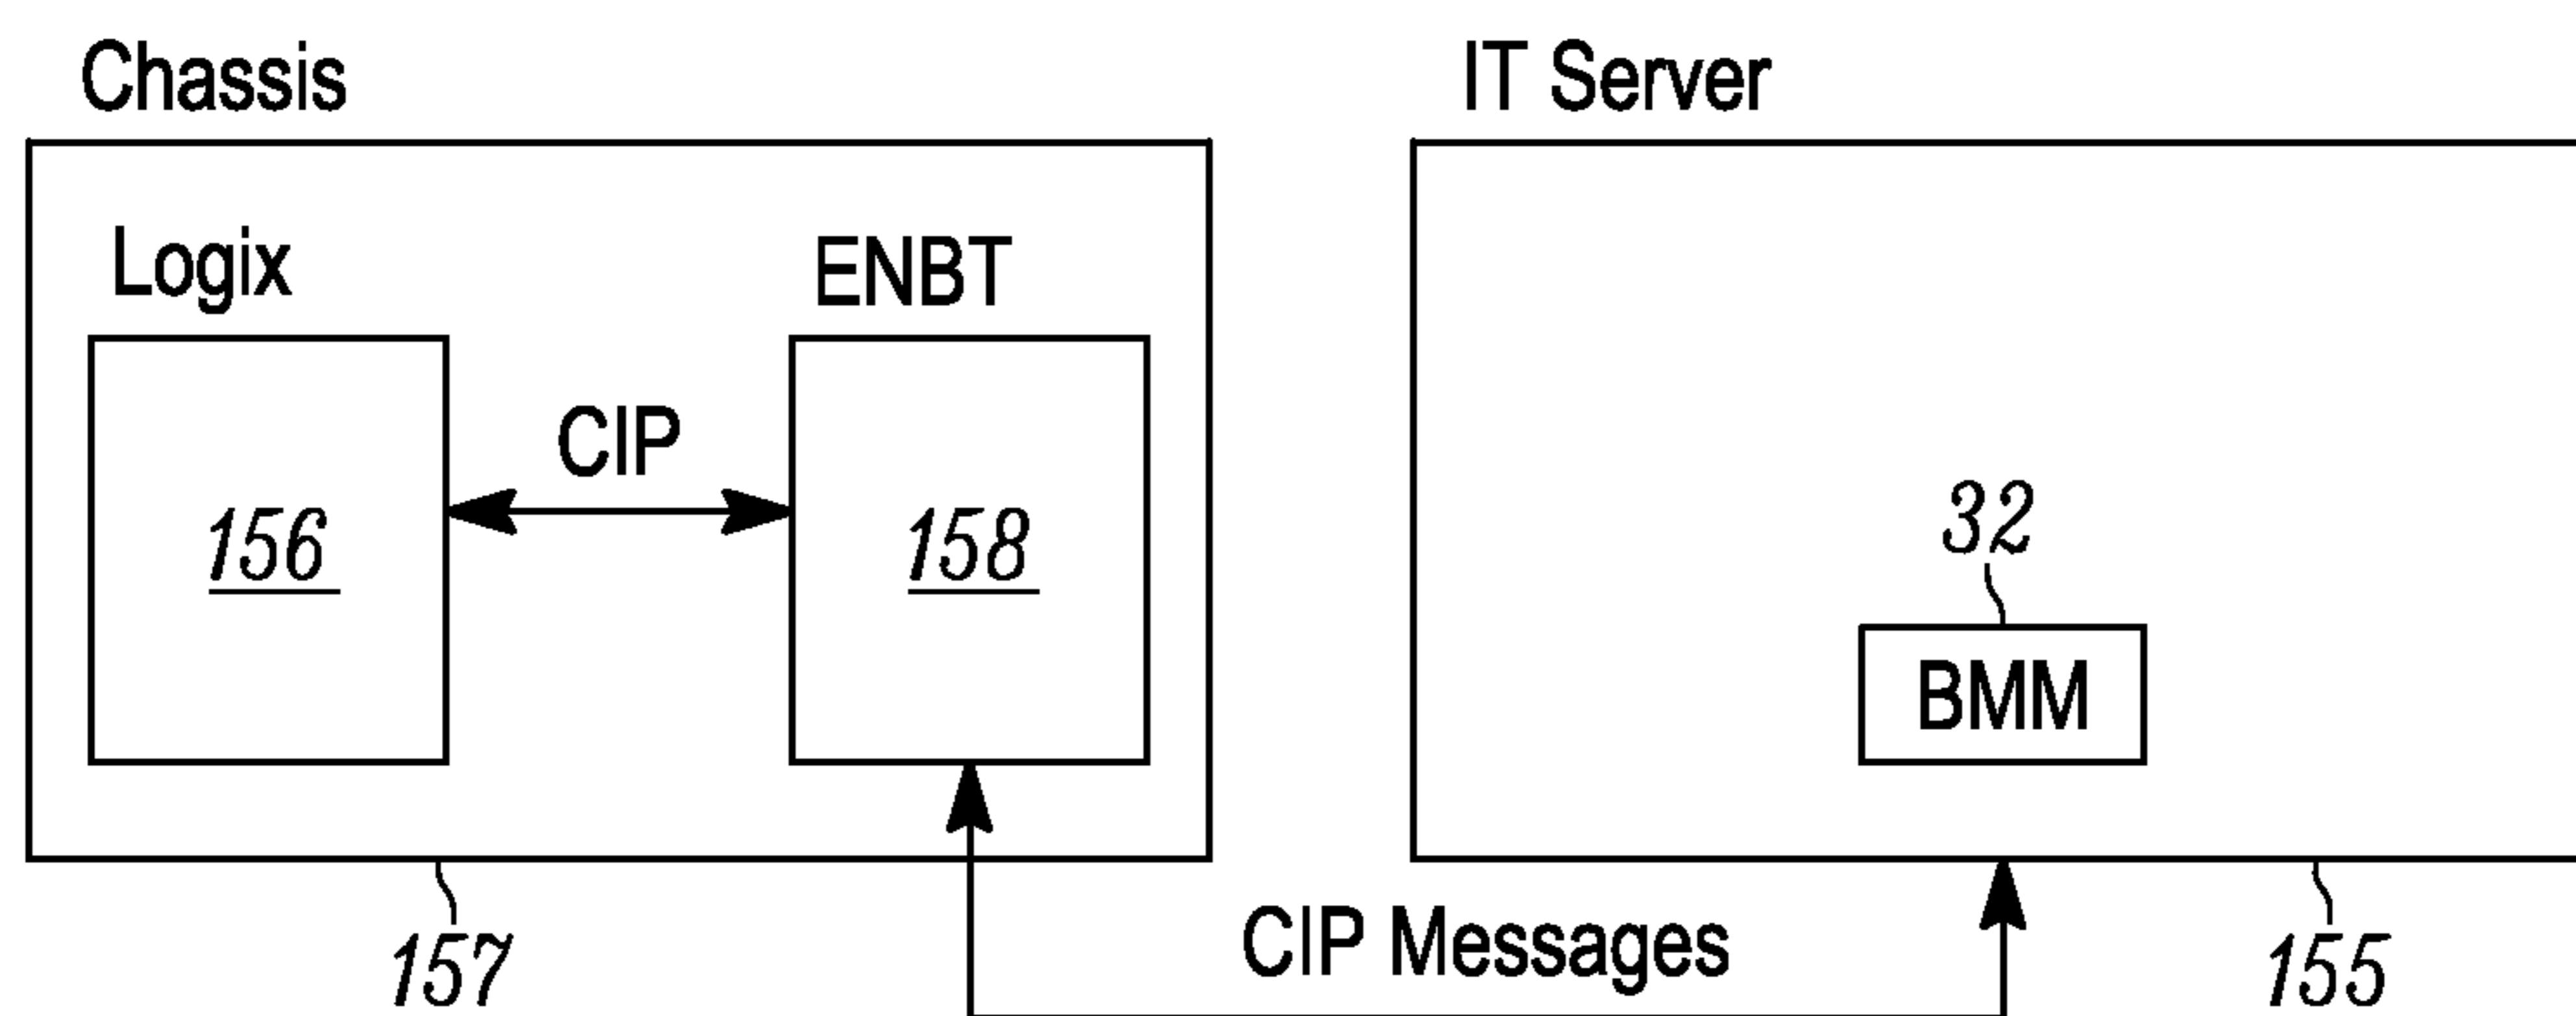 Chassis
IT Server
Logix
ENBT
CIP
156
158
32
BMM
CIP Messages
157
155